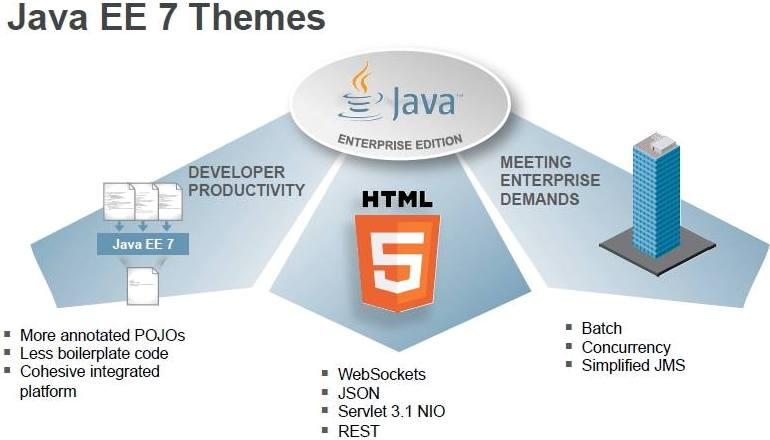 Java EE 7 Themes
Java™
ENTERPRISE EDITION
DEVELOPER
PRODUCTIVITY
Java EE 7
More annotated POJOs
Less boilerplate code
Cohesive integrated
platform
HTML
5
WebSockets
JSON
Servlet 3.1 NIO
REST
MEETING
ENTERPRISE
DEMANDS
Batch
Concurrency
Simplified JMS